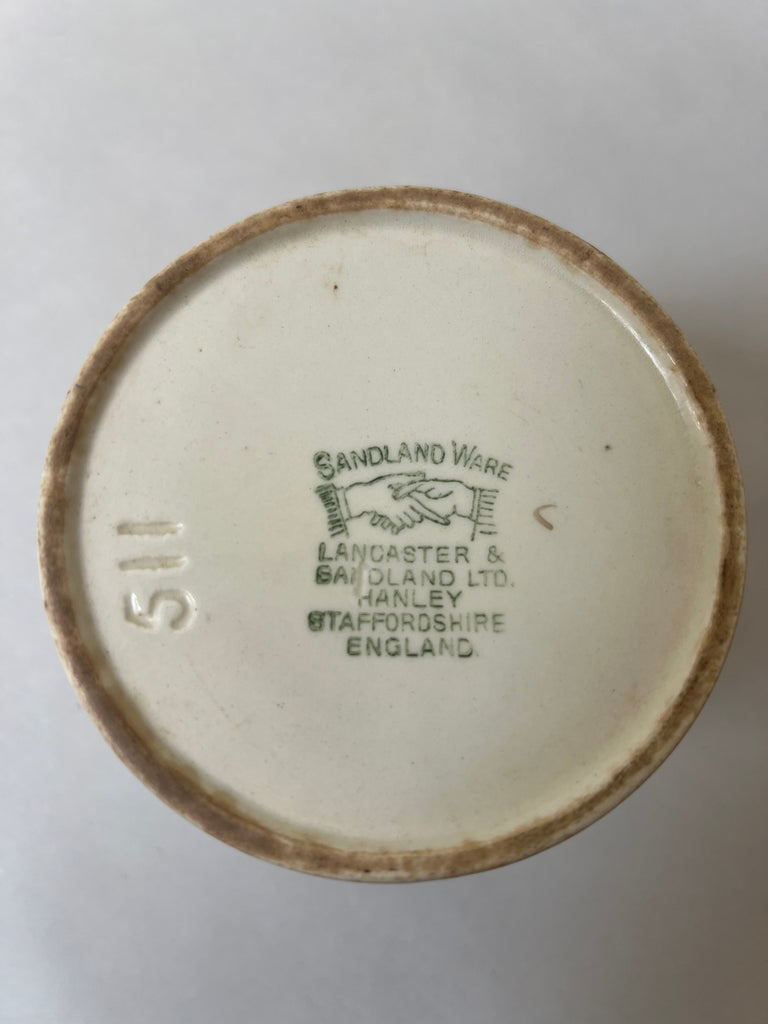 SANDLAND WARE
LANCASTER &
SANDLAND LTD.
HANLEY
STAFFORDSHIRE
ENGLAND.
511